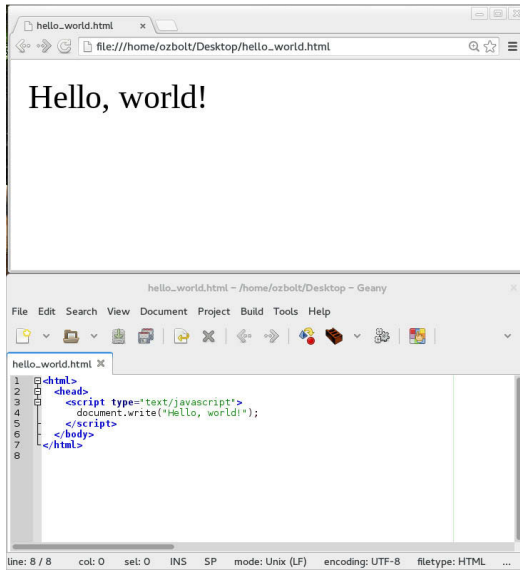 hello_world.html ×
file:///home/ozbolt/Desktop/hello_world.html
Hello, world!
hello_world.html – /home/ozbolt/Desktop – Geany
File Edit Search View Document Project Build Tools Help
hello_world.html
1 <html>
2 <head>
3 <script type="text/javascript">
4 document.write("Hello, world!");
5 </script>
6 </body>
7 </html>
8
line: 8 / 8 col: 0 sel: 0 INS SP mode: Unix (LF) encoding: UTF-8 filetype: HTML ...